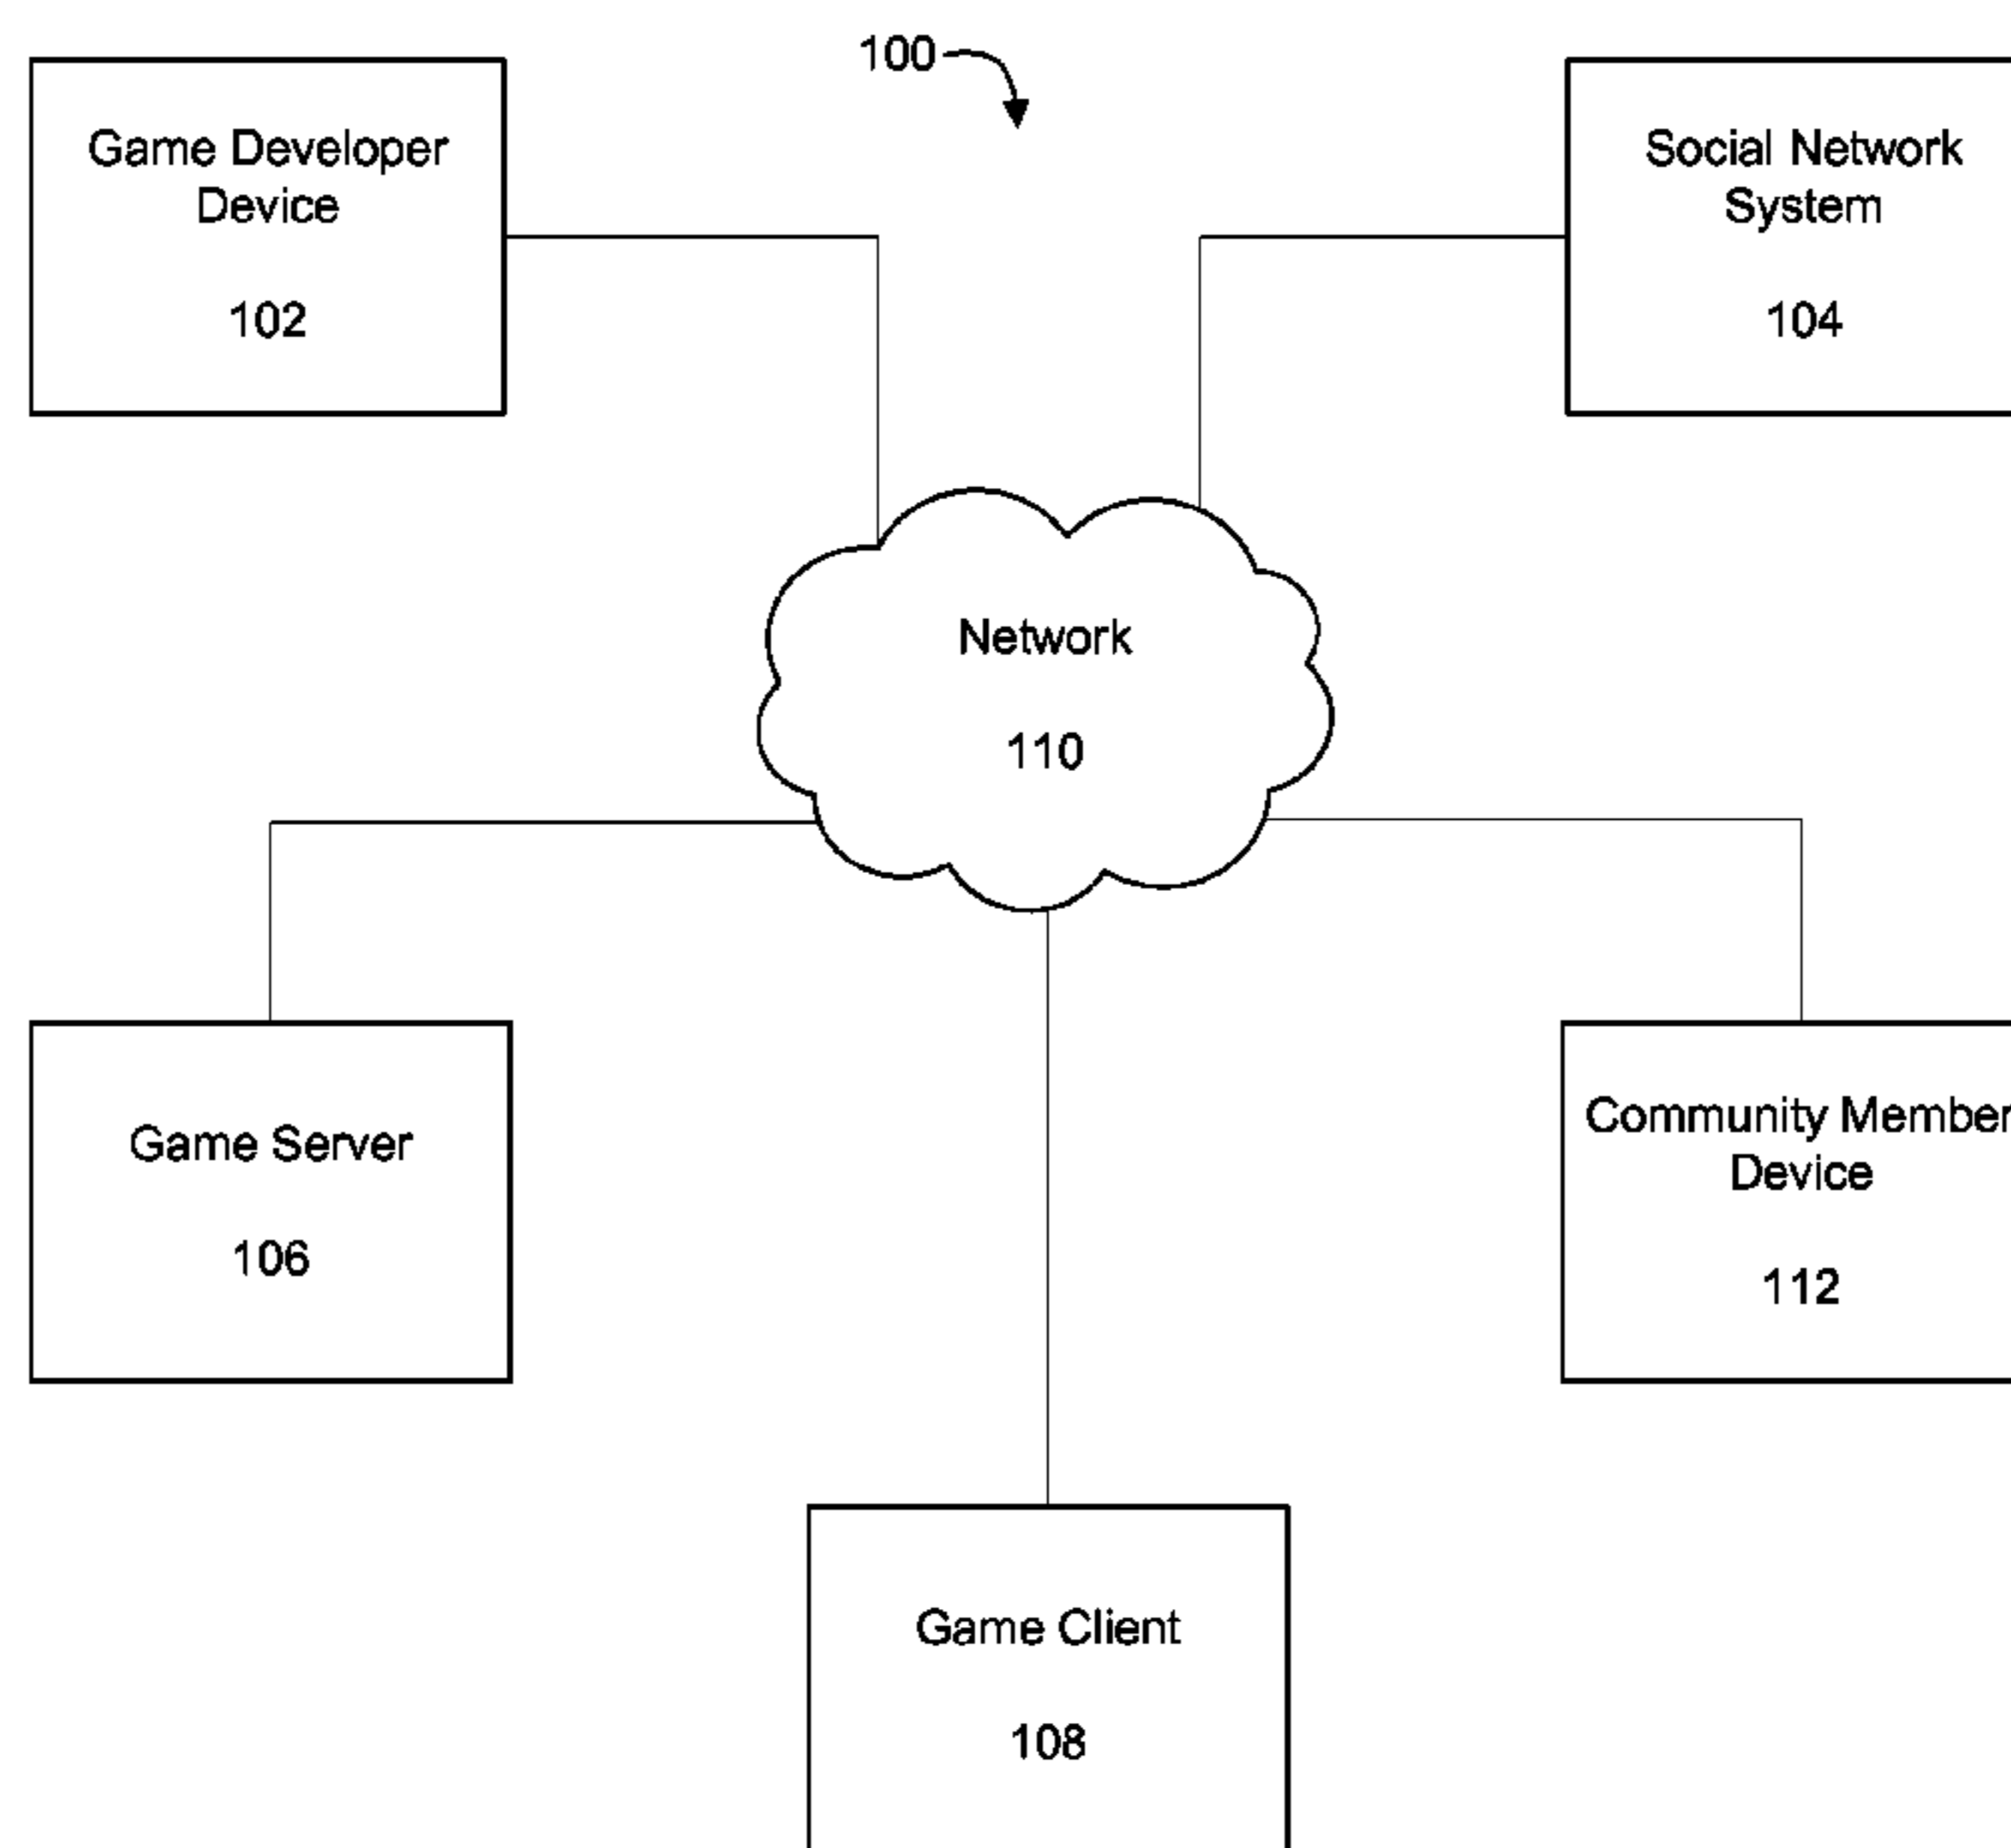 100
Game Developer
Device
102
Social Network
System
104
Network
110
Game Server
106
Community Member
Device
112
Game Client
108